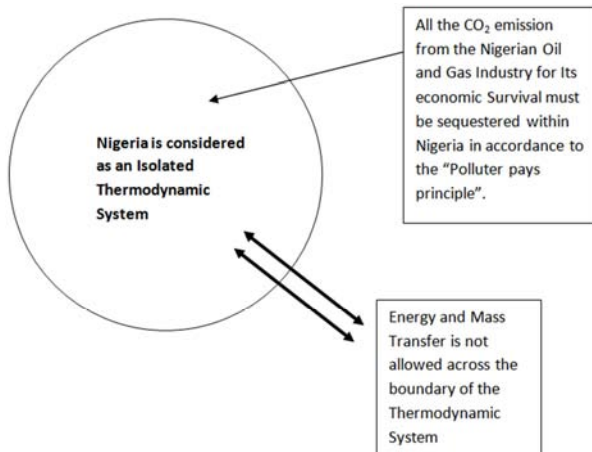 All the CO₂ emission
from the Nigerian Oil
and Gas Industry for Its
economic Survival must
be sequestered within
Nigeria in accordance to
the “Polluter pays
principle”.
Nigeria is considered
as an Isolated
Thermodynamic
System
Energy and Mass
Transfer is not
allowed across the
boundary of the
Thermodynamic
System